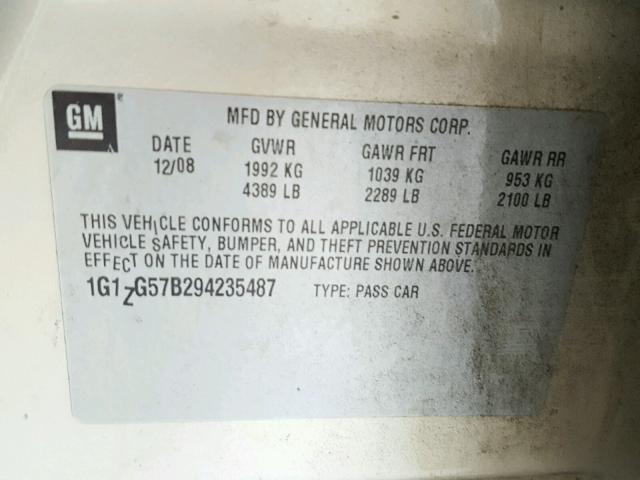 GM
MFD BY GENERAL MOTORS CORP.
DATE GVWR GAWR FRT GAWR RR
12/08 1992 KG 1039 KG 953 KG
4389 LB 2289 LB 2100 LB
THIS VEHICLE CONFORMS TO ALL APPLICABLE U.S. FEDERAL MOTOR
VEHICLE SAFETY, BUMPER, AND THEFT PREVENTION STANDARDS IN
EFFECT ON THE DATE OF MANUFACTURE SHOWN ABOVE.
1G1ZG57B294235487 TYPE: PASS CAR